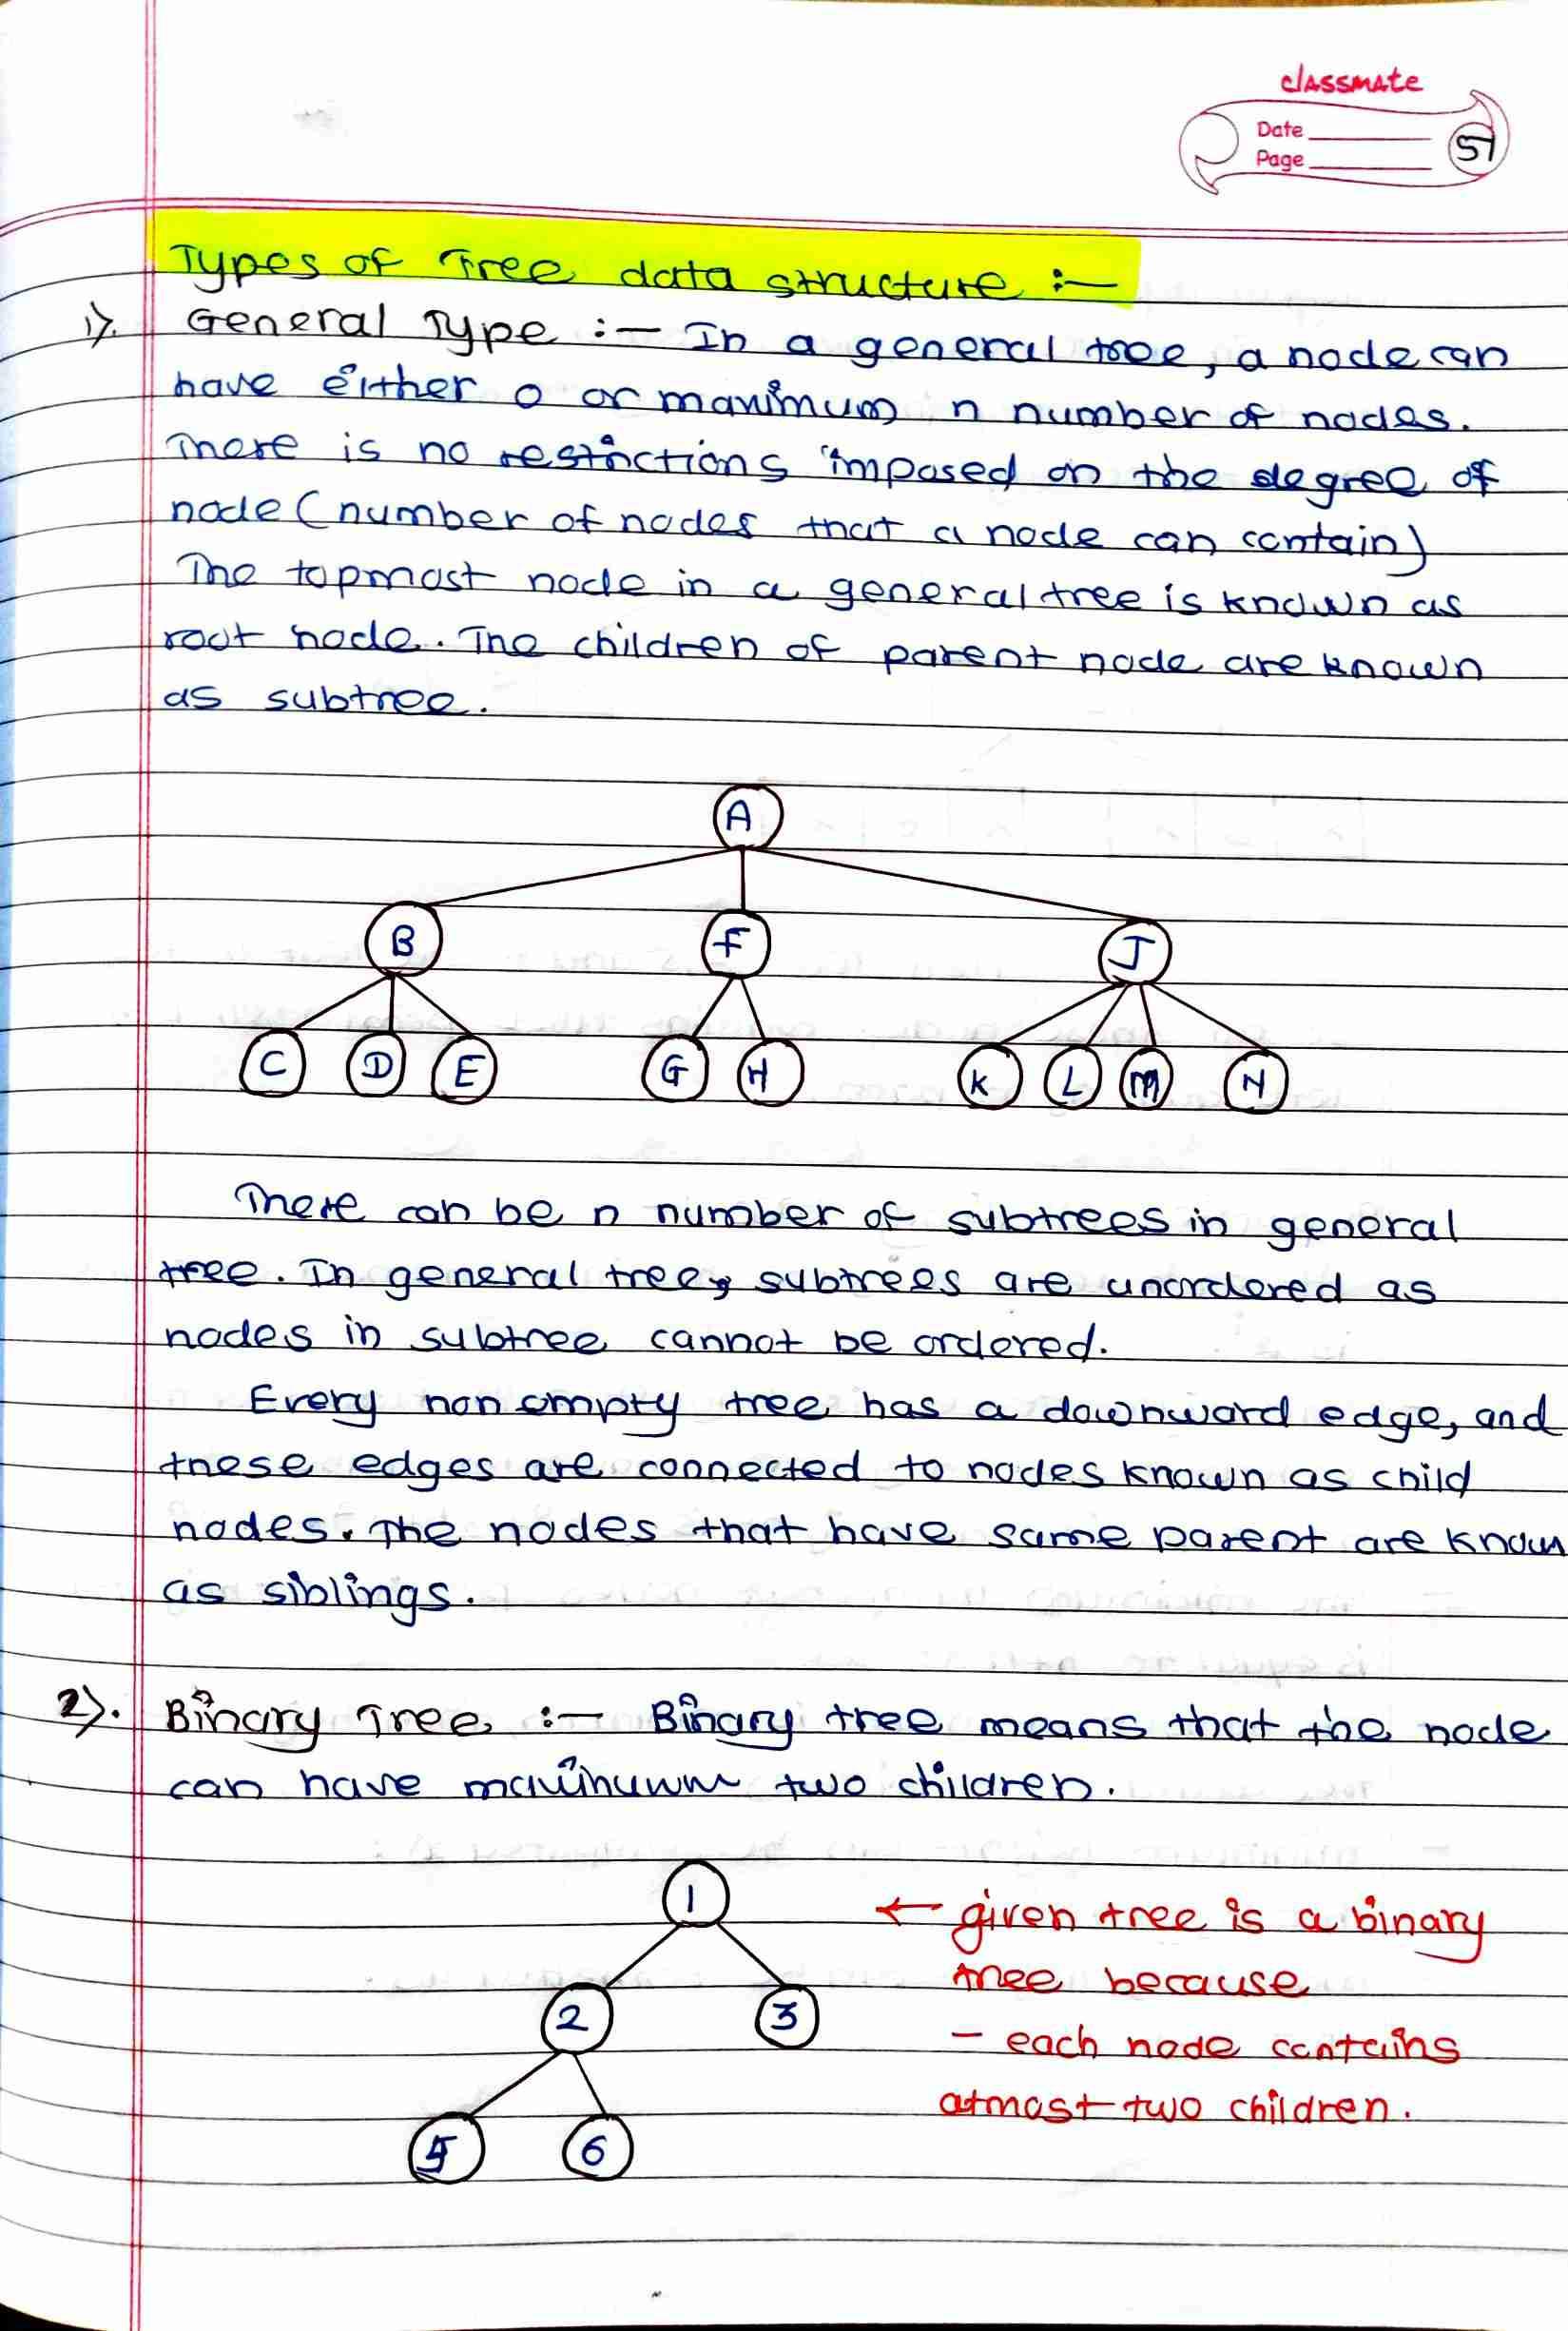 classmate
Date
Page
51
Types of Tree data structure :-
1). General Type :- In a general tree, a node can
have either 0 or maximum n number of nodes.
There is no restrictions imposed on the degree of
node (number of nodes that a node can contain)
The topmost node in a general tree is known as
root node. The children of parent node are known
as subtree.
A
B F J
C D E G H K L M N
There can be n number of subtrees in general
tree. In general tree, subtrees are unordered as
nodes in subtree cannot be ordered.
Every non empty tree has a downward edge, and
these edges are connected to nodes known as child
nodes. The nodes that have same parent are known
as siblings.
2). Binary Tree :- Binary tree means that the node
can have maximum two children.
1
2 3
5 6
← given tree is a binary
tree because
- each node contains
atmost two children.